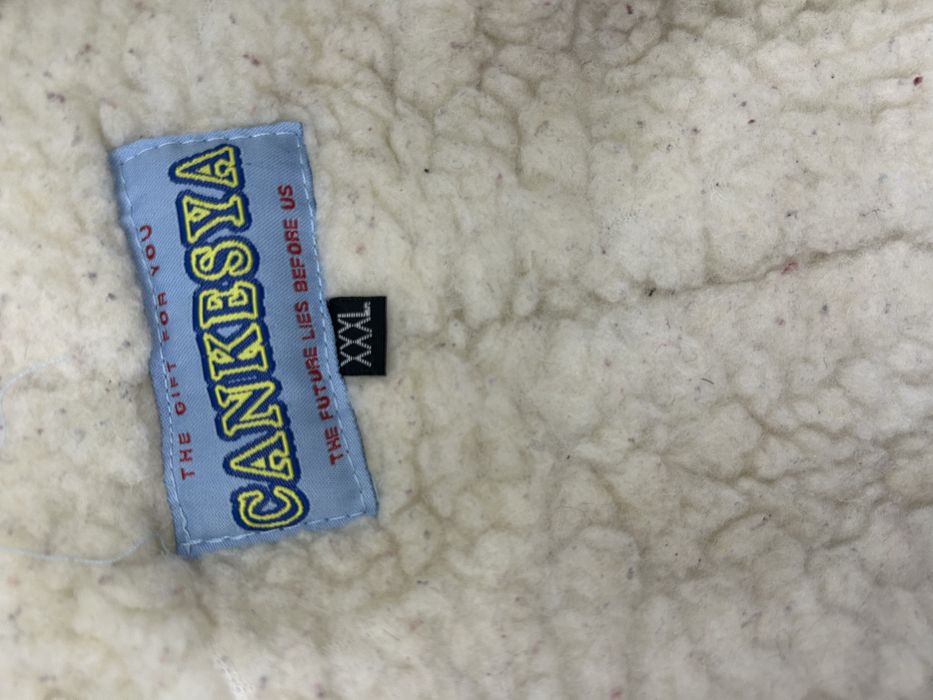 THE GIFT FOR YOU
CANKESYA
THE FUTURE LIES BEFORE US
XXXL